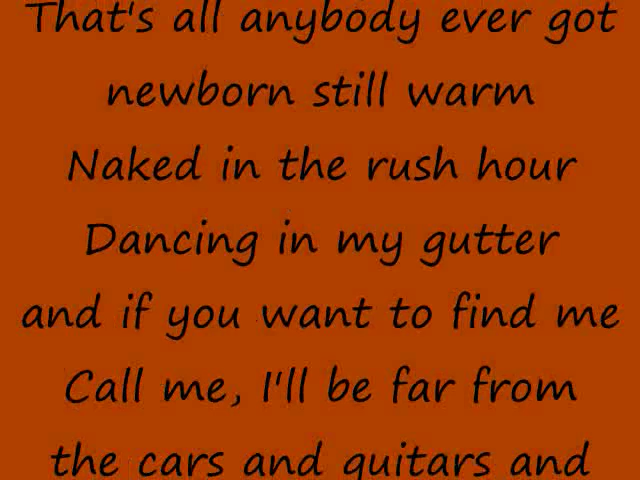 That's all anybody ever got
newborn still warm
Naked in the rush hour
Dancing in my gutter
and if you want to find me
Call me, I'll be far from
the cars and guitars and